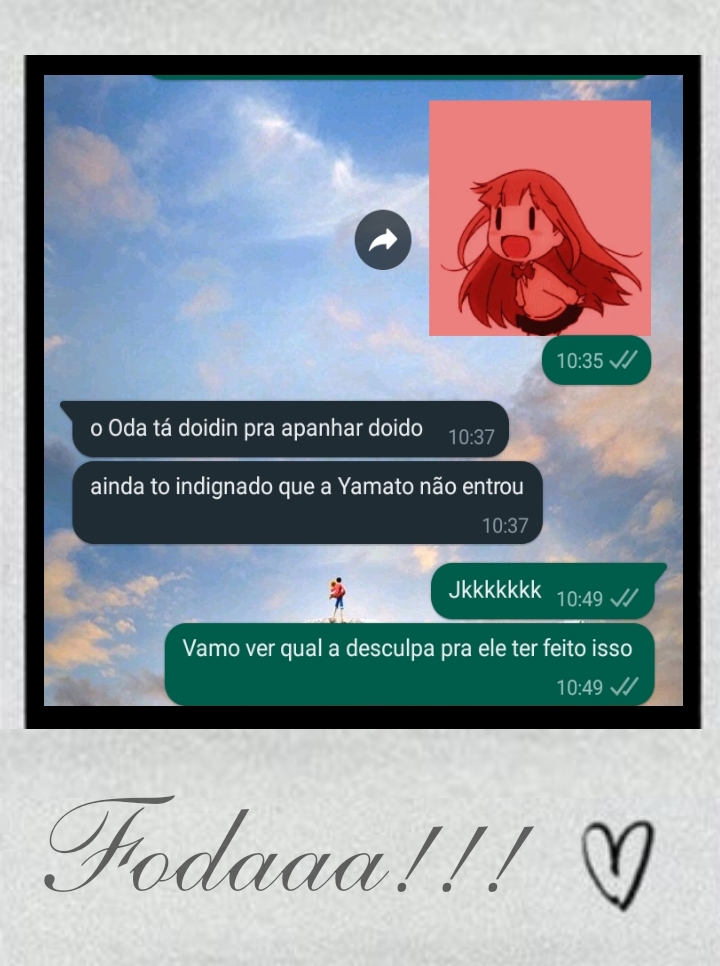 10:35
o Oda tá doidin pra apanhar doido 10:37
ainda to indignado que a Yamato não entrou
10:37
Jkkkkkkk 10:49
Vamo ver qual a desculpa pra ele ter feito isso
10:49
Fodaaa!!!